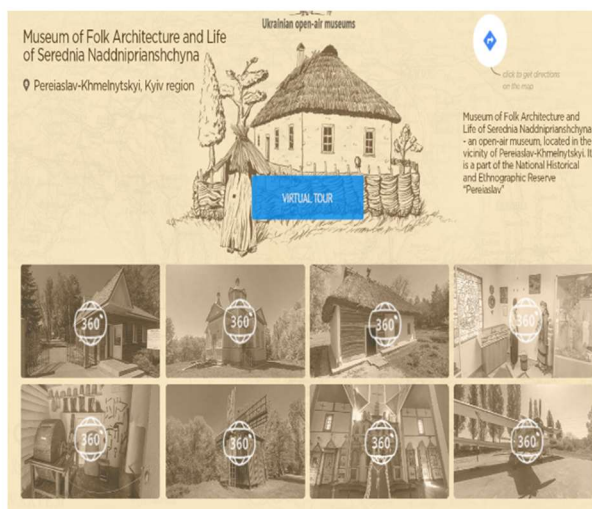 Ukrainian open-air museums
Museum of Folk Architecture and Life
of Serednia Naddniprianshchyna
Pereiaslav-Khmelnytskyi, Kyiv region
click to get directions
on the map
Museum of Folk Architecture and
Life of Serednia Naddniprianshchyna
- an open-air museum, located in the
vicinity of Pereiaslav-Khmelnytskyi. It
is a part of the National Historical
and Ethnographic Reserve
"Pereiaslav"
VIRTUAL TOUR
360°
360°
360°
360°
360°
360°
360°
360°